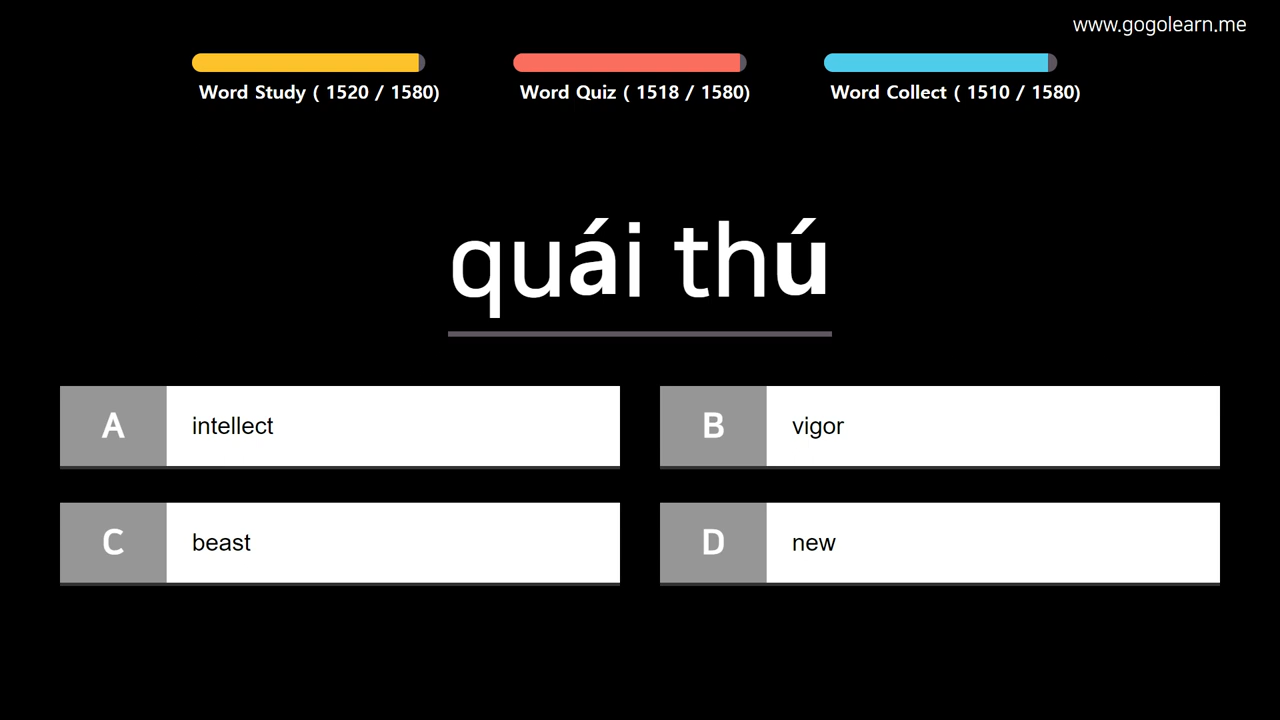 www.gogolearn.me
Word Study ( 1520 / 1580) Word Quiz ( 1518 / 1580) Word Collect ( 1510 / 1580)
quái thú
A intellect B vigor
C beast D new